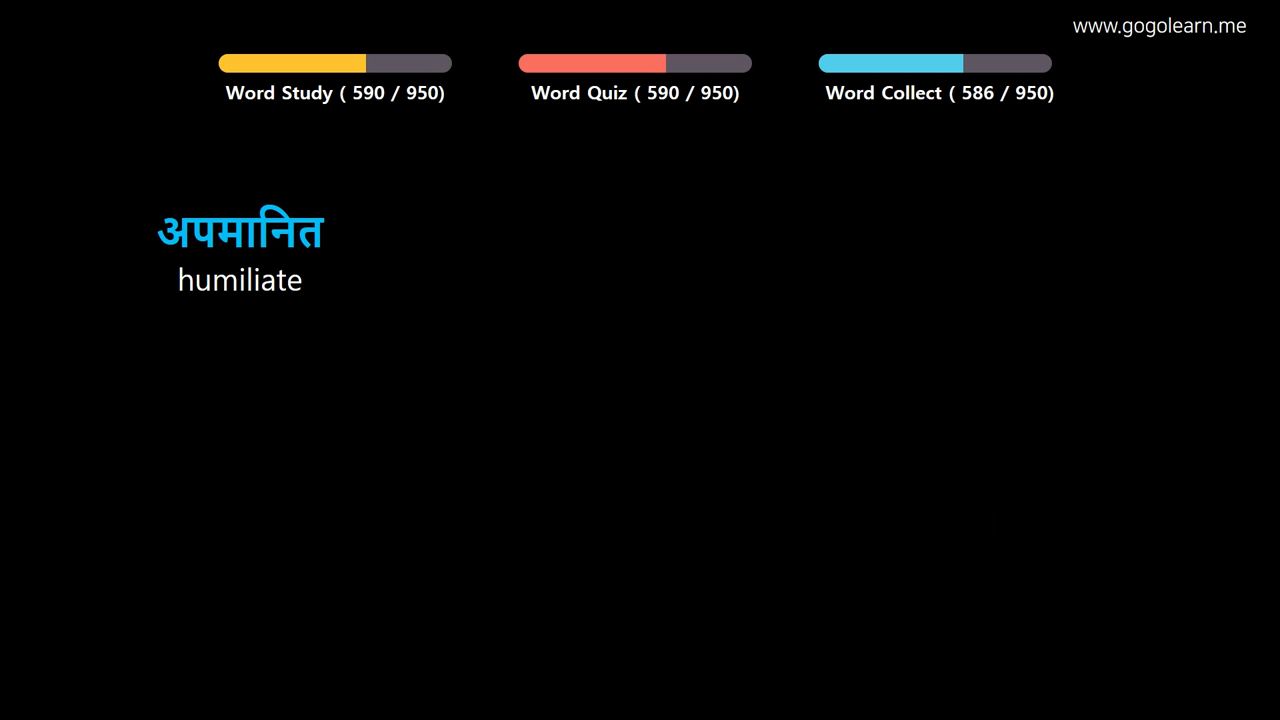 www.gogolearn.me
Word Study ( 590 / 950)
Word Quiz ( 590 / 950)
Word Collect ( 586 / 950)
अपमानित
humiliate